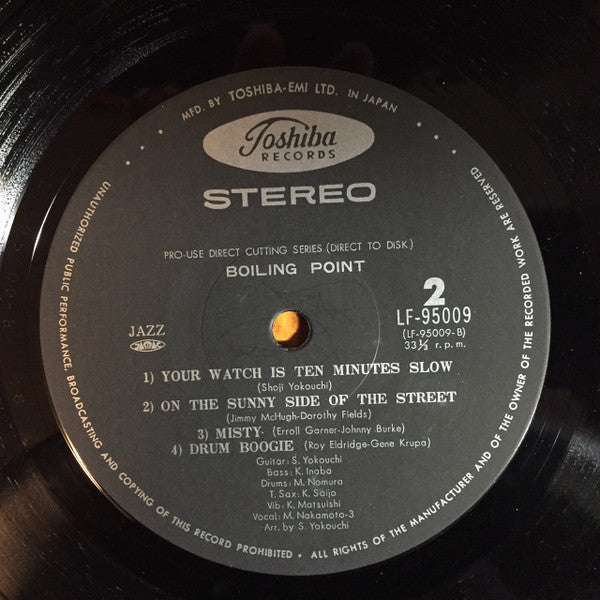 MFD. BY TOSHIBA-EMI LTD. IN JAPAN
Toshiba
RECORDS
STEREO
PRO-USE DIRECT CUTTING SERIES (DIRECT TO DISK)
BOILING POINT
2
LF-95009
(LF-95009-B)
33⅓ r.p.m.
JAZZ
1) YOUR WATCH IS TEN MINUTES SLOW
(Shoji Yokouchi)
2) ON THE SUNNY SIDE OF THE STREET
(Jimmy McHugh-Dorothy Fields)
3) MISTY (Erroll Garner-Johnny Burke)
4) DRUM BOOGIE (Roy Eldridge-Gene Krupa)
Guitar: S. Yokouchi
Bass: K. Inaba
Drums: M. Nomura
T. Sax: K. Saijo
Vib: K. Matsuishi
Vocal: M. Nakamoto-3
Arr. by S. Yokouchi
UNAUTHORIZED PUBLIC PERFORMANCE, BROADCASTING AND COPYING OF THIS RECORD PROHIBITED • ALL RIGHTS OF THE MANUFACTURER AND OF THE OWNER OF THE RECORDED WORK ARE RESERVED